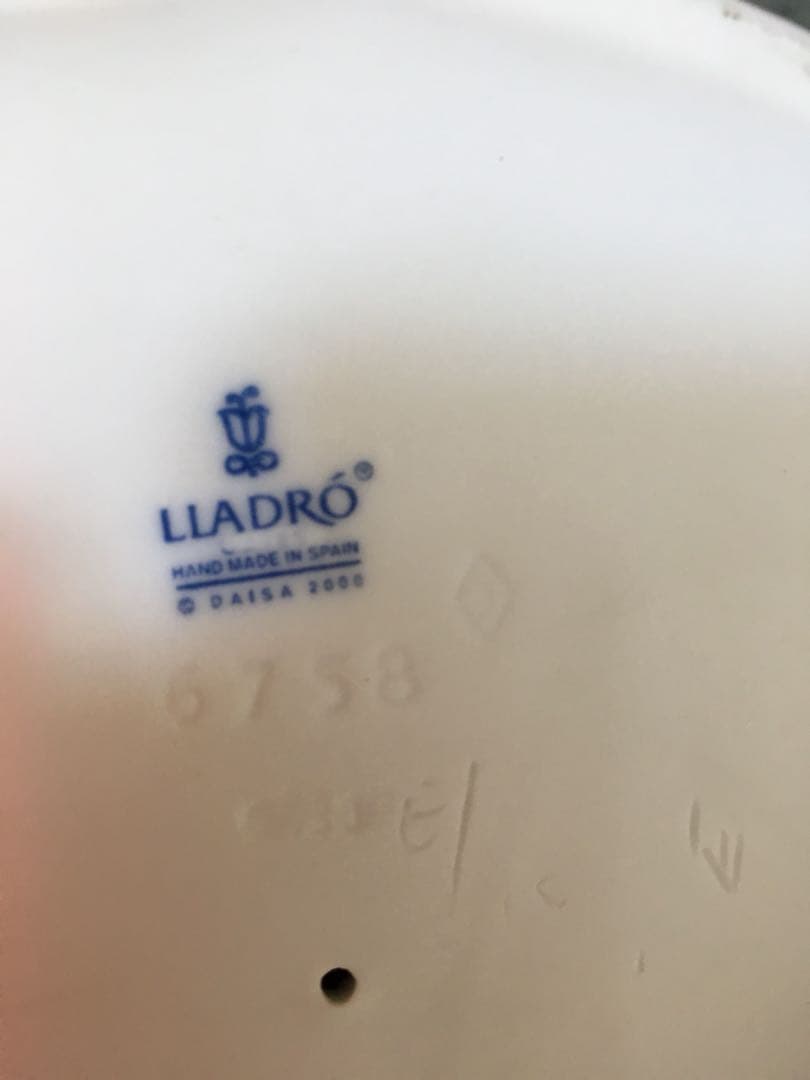 LLADRÓ®
HAND MADE IN SPAIN
© DAISA 2000
6758